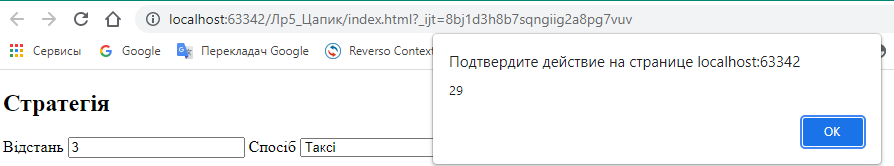 localhost:63342/Лр5_Цапик/index.html?_ijt=8bj1d3h8b7sqngiig2a8pg7vuv
Сервисы Google Перекладач Google Reverso Context
Подтвердите действие на странице localhost:63342
29
OK
Стратегія
Відстань 3 Спосіб Таксі